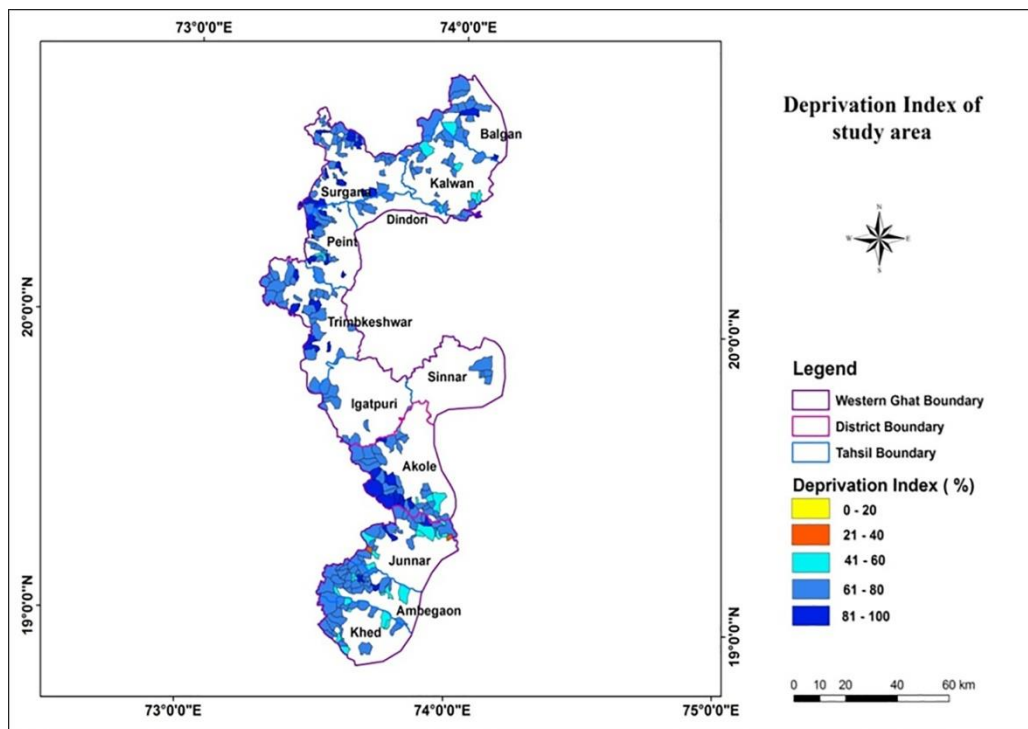 73°0'0"E
74°0'0"E
Deprivation Index of
study area
N
W
E
S
Balgan
Kalwan
Surgana
Dindori
Peint
Trimbkeshwar
Sinnar
Igatpuri
Akole
Junnar
Ambegaon
Khed
20°0'0"N
20°0'0"N
19°0'0"N
19°0'0"N
Legend
Western Ghat Boundary
District Boundary
Tahsil Boundary
Deprivation Index ( %)
0 - 20
21 - 40
41 - 60
61 - 80
81 - 100
0 10 20 40 60 km
73°0'0"E
74°0'0"E
75°0'0"E